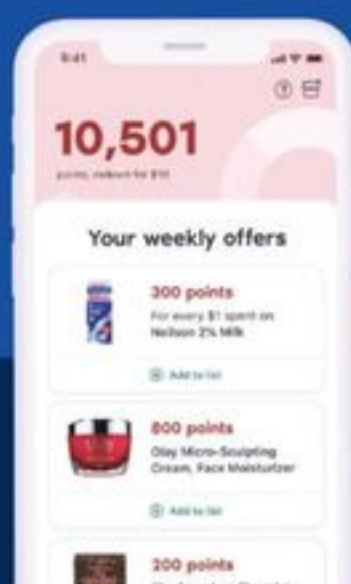 9:41
10,501
points, redeem for $10
Your weekly offers
300 points
For every $1 spent on
Neilson 2% Milk
Add to list
800 points
Olay Micro-Sculpting
Cream, Face Moisturizer
Add to list
200 points